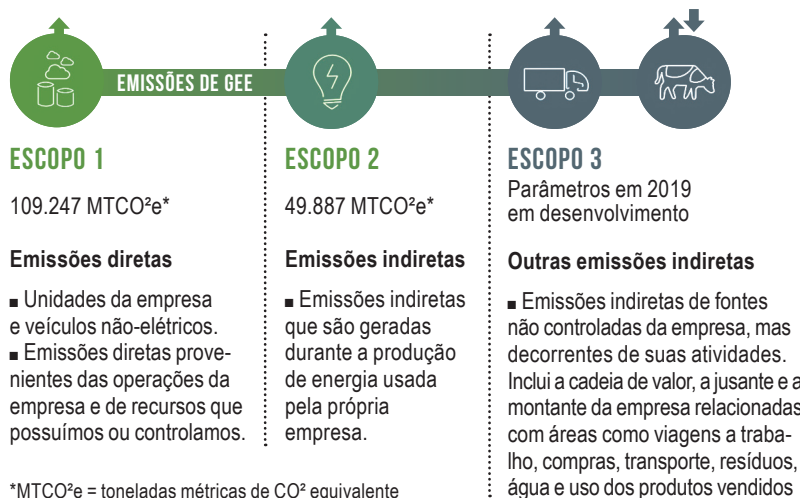 EMISSÕES DE GEE
ESCOPO 1
109.247 MTCO²e*
Emissões diretas
■ Unidades da empresa
e veículos não-elétricos.
■ Emissões diretas prove-
nientes das operações da
empresa e de recursos que
possuímos ou controlamos.
ESCOPO 2
49.887 MTCO²e*
Emissões indiretas
■ Emissões indiretas
que são geradas
durante a produção
de energia usada
pela própria
empresa.
ESCOPO 3
Parâmetros em 2019
em desenvolvimento
Outras emissões indiretas
■ Emissões indiretas de fontes
não controladas da empresa, mas
decorrentes de suas atividades.
Inclui a cadeia de valor, a jusante e a
montante da empresa relacionadas
com áreas como viagens a traba-
lho, compras, transporte, resíduos,
água e uso dos produtos vendidos
*MTCO²e = toneladas métricas de CO² equivalente